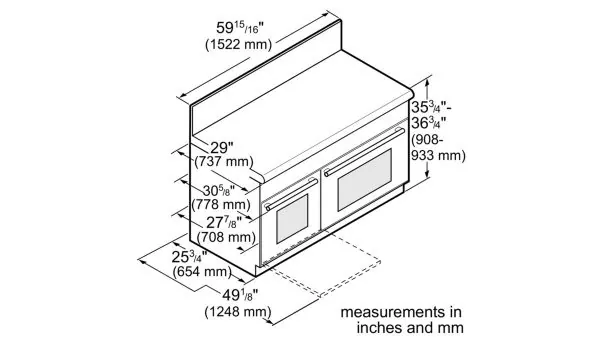 59 15/16"
(1522 mm)
35 3/4"-
36 3/4"
(908-
933 mm)
29"
(737 mm)
30 5/8"
(778 mm)
27 7/8"
(708 mm)
25 3/4"
(654 mm)
49 1/8"
(1248 mm)
measurements in
inches and mm